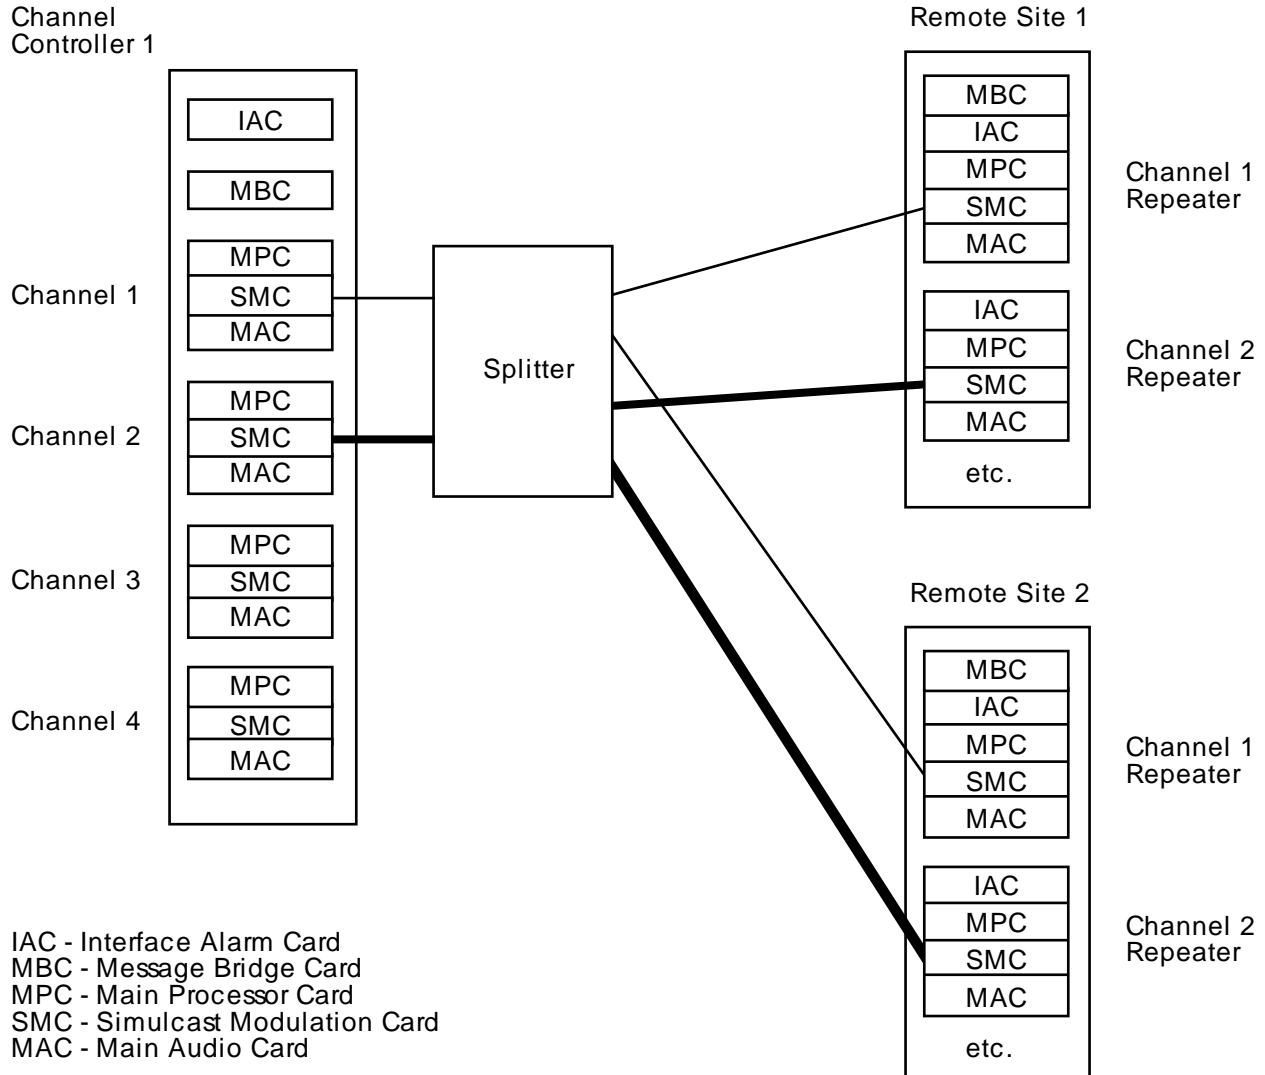 Channel
Controller 1
IAC
MBC
Channel 1
MPC
SMC
MAC
Channel 2
MPC
SMC
MAC
Channel 3
MPC
SMC
MAC
Channel 4
MPC
SMC
MAC
Splitter
Remote Site 1
MBC
IAC
MPC
SMC
MAC
Channel 1
Repeater
IAC
MPC
SMC
MAC
Channel 2
Repeater
etc.
Remote Site 2
MBC
IAC
MPC
SMC
MAC
Channel 1
Repeater
IAC
MPC
SMC
MAC
Channel 2
Repeater
etc.
IAC - Interface Alarm Card
MBC - Message Bridge Card
MPC - Main Processor Card
SMC - Simulcast Modulation Card
MAC - Main Audio Card